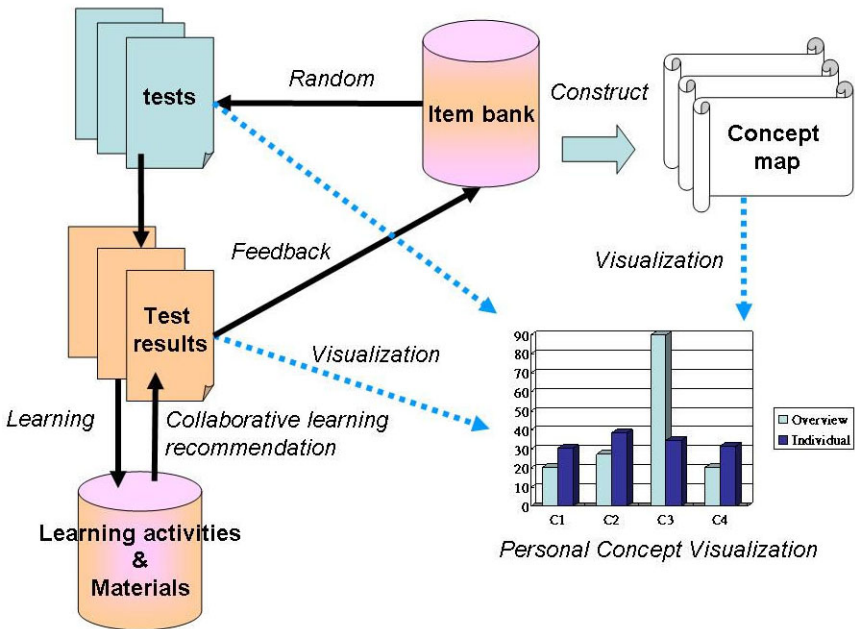 Random
tests
Item bank
Construct
Concept
map
Feedback
Visualization
Test
results
Visualization
Learning
Collaborative learning
recommendation
Learning activities
&
Materials
90
80
70
60
50
40
30
20
10
0
C1 C2 C3 C4
Overview
Individual
Personal Concept Visualization